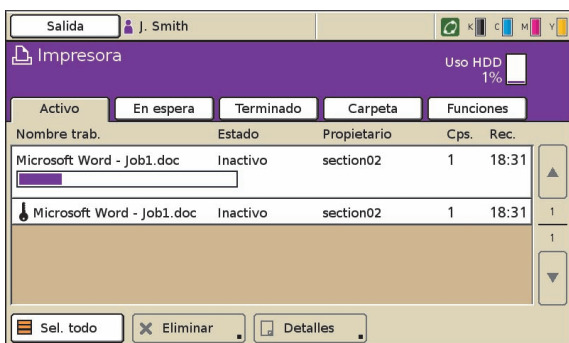 Salida J. Smith K C M Y
Impresora
Uso HDD
1%
Activo En espera Terminado Carpeta Funciones
Nombre trab. Estado Propietario Cps. Rec.
Microsoft Word - Job1.doc Inactivo section02 1 18:31
Microsoft Word - Job1.doc Inactivo section02 1 18:31
1
1
Sel. todo Eliminar Detalles